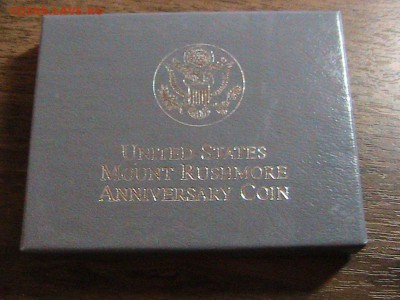 UNITED STATES
MOUNT RUSHMORE
ANNIVERSARY COIN